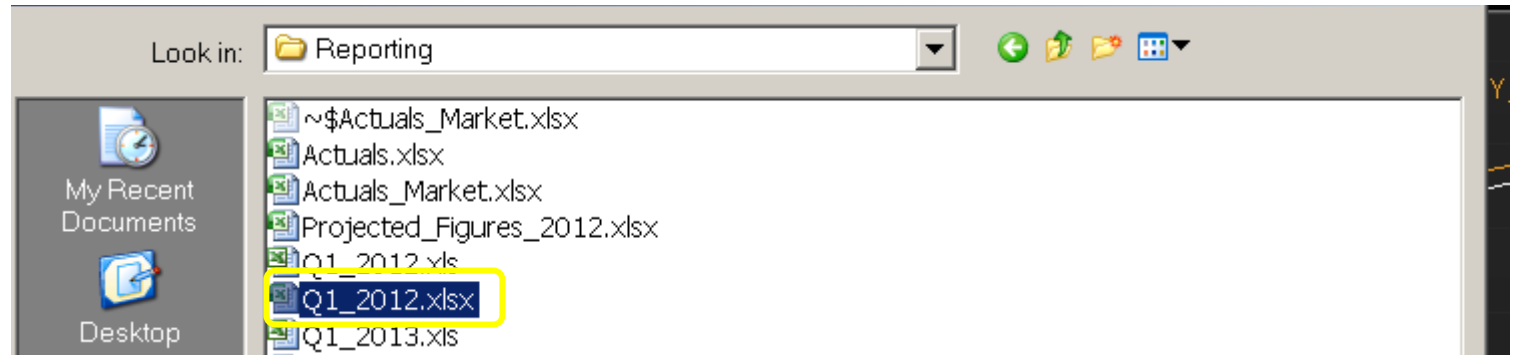 Look in: Reporting
~$Actuals_Market.xlsx
Actuals.xlsx
Actuals_Market.xlsx
Projected_Figures_2012.xlsx
Q1_2012.xls
Q1_2012.xlsx
Q1_2013.xls
My Recent
Documents
Desktop
Y